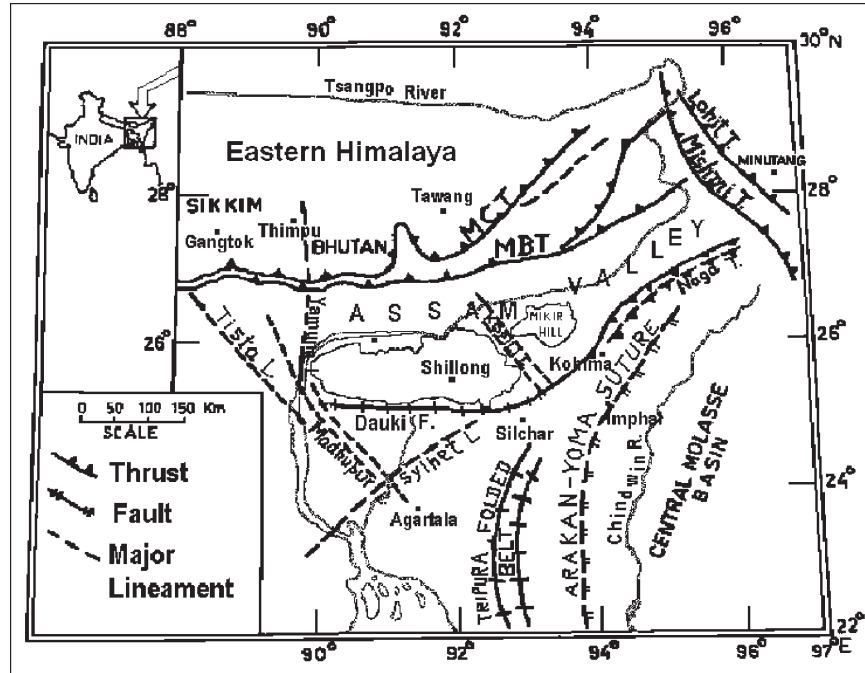 88° 90° 92° 94° 96°
30°N
Tsangpo River
INDIA
Eastern Himalaya
Lohit T.
Mishmi T.
MINUTANG
28°
28°
SIKKIM
Tawang
MCT
Thimpu
Gangtok
BHUTAN
MBT
ASSAM VALLEY
Naga T.
Tista L.
Yamuna
MIKIR
HILL
26°
26°
Kopili
Kohima
Shillong
ARAKAN-YOMA SUTURE
0 50 100 150 Km
SCALE
Dauki F.
Imphal
Silchar
Madhupur
Sylhet L.
Thrust
Fault
Major
Lineament
Agartala
TRIPURA FOLDED
BELT
Chindwin R.
CENTRAL MOLASSE
BASIN
24°
22°
90° 92° 94° 96° 97°E